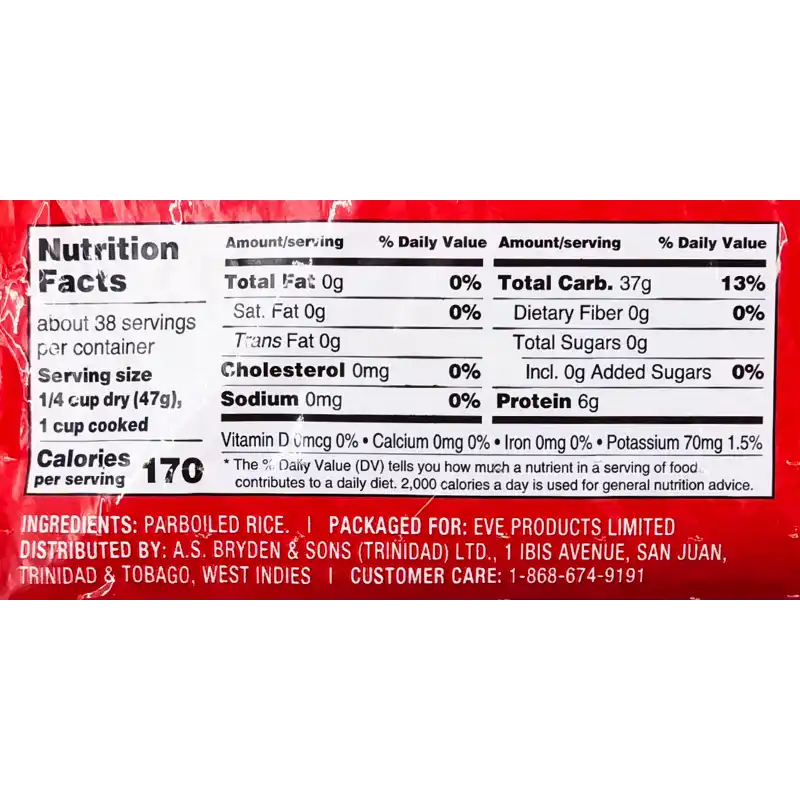 Nutrition
Facts
about 38 servings
per container
Serving size
1/4 cup dry (47g),
1 cup cooked
Calories
per serving 170
Amount/serving % Daily Value
Total Fat 0g 0%
Sat. Fat 0g 0%
Trans Fat 0g
Cholesterol 0mg 0%
Sodium 0mg 0%
Amount/serving % Daily Value
Total Carb. 37g 13%
Dietary Fiber 0g 0%
Total Sugars 0g
Incl. 0g Added Sugars 0%
Protein 6g
Vitamin D 0mcg 0% • Calcium 0mg 0% • Iron 0mg 0% • Potassium 70mg 1.5%
* The % Daily Value (DV) tells you how much a nutrient in a serving of food
contributes to a daily diet. 2,000 calories a day is used for general nutrition advice.
INGREDIENTS: PARBOILED RICE. | PACKAGED FOR: EVE PRODUCTS LIMITED
DISTRIBUTED BY: A.S. BRYDEN & SONS (TRINIDAD) LTD., 1 IBIS AVENUE, SAN JUAN,
TRINIDAD & TOBAGO, WEST INDIES | CUSTOMER CARE: 1-868-674-9191